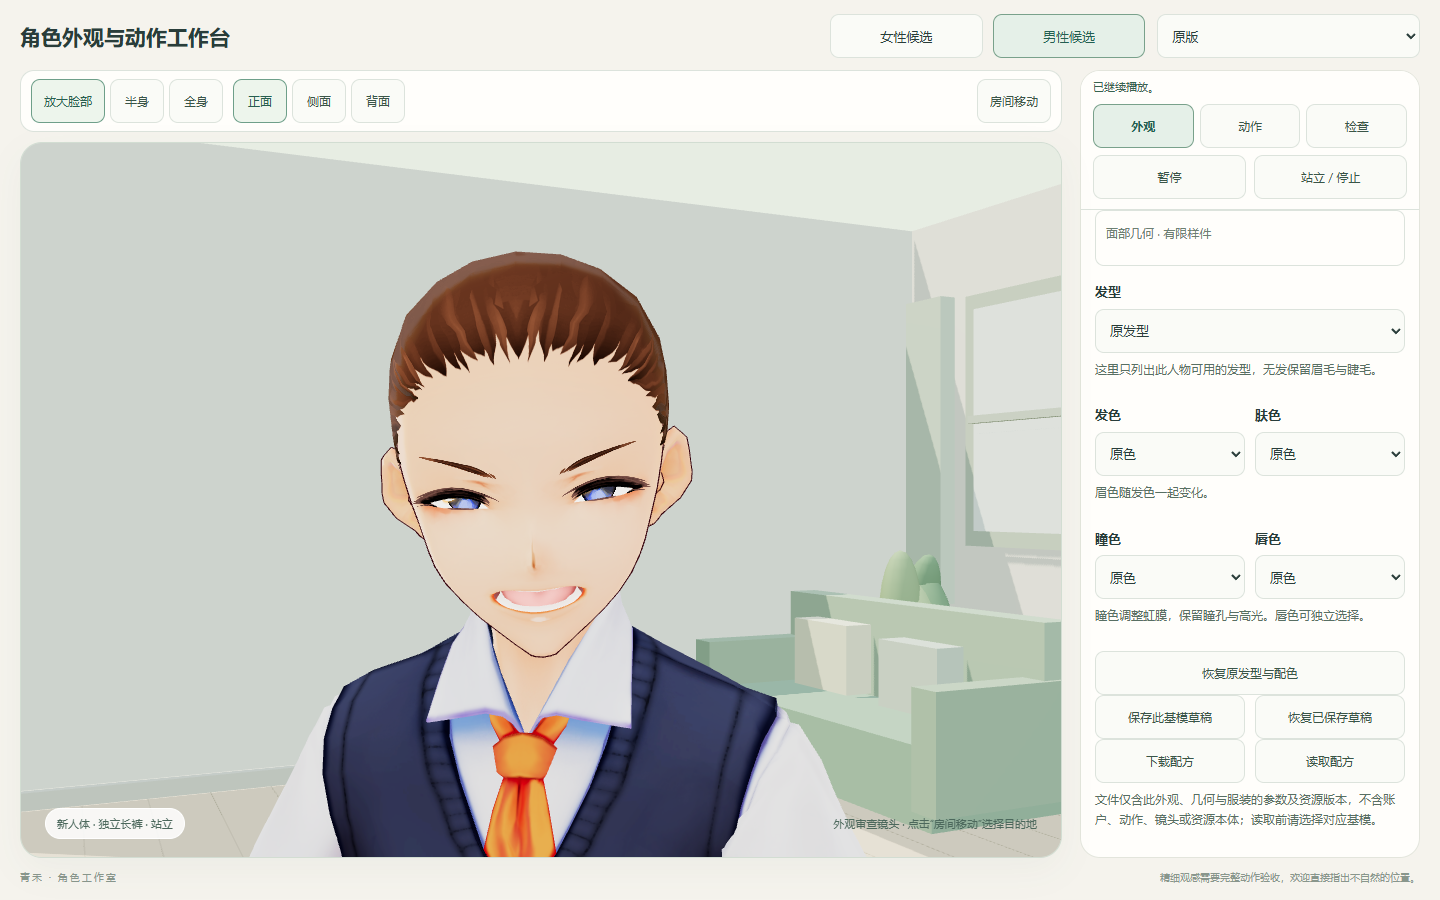 角色外观与动作工作台
女性候选
男性候选
原版
放大脸部
半身
全身
正面
侧面
背面
房间移动
已继续播放。
外观
动作
检查
暂停
站立 / 停止
面部几何 · 有限样件
发型
原发型
这里只列出此人物可用的发型，无发保留眉毛与睫毛。
发色
肤色
原色
原色
眉色随发色一起变化。
瞳色
唇色
原色
原色
瞳色调整虹膜，保留瞳孔与高光。唇色可独立选择。
恢复原发型与配色
保存此基模草稿
恢复已保存草稿
下载配方
读取配方
文件仅含此外观、几何与服装的参数及资源版本，不含账
户、动作、镜头或资源本体；读取前请选择对应基模。
新人体 · 独立长裤 · 站立
外观审查镜头 · 点击“房间移动”选择目的地
青禾 · 角色工作室
精细观感需要完整动作验收，欢迎直接指出不自然的位置。